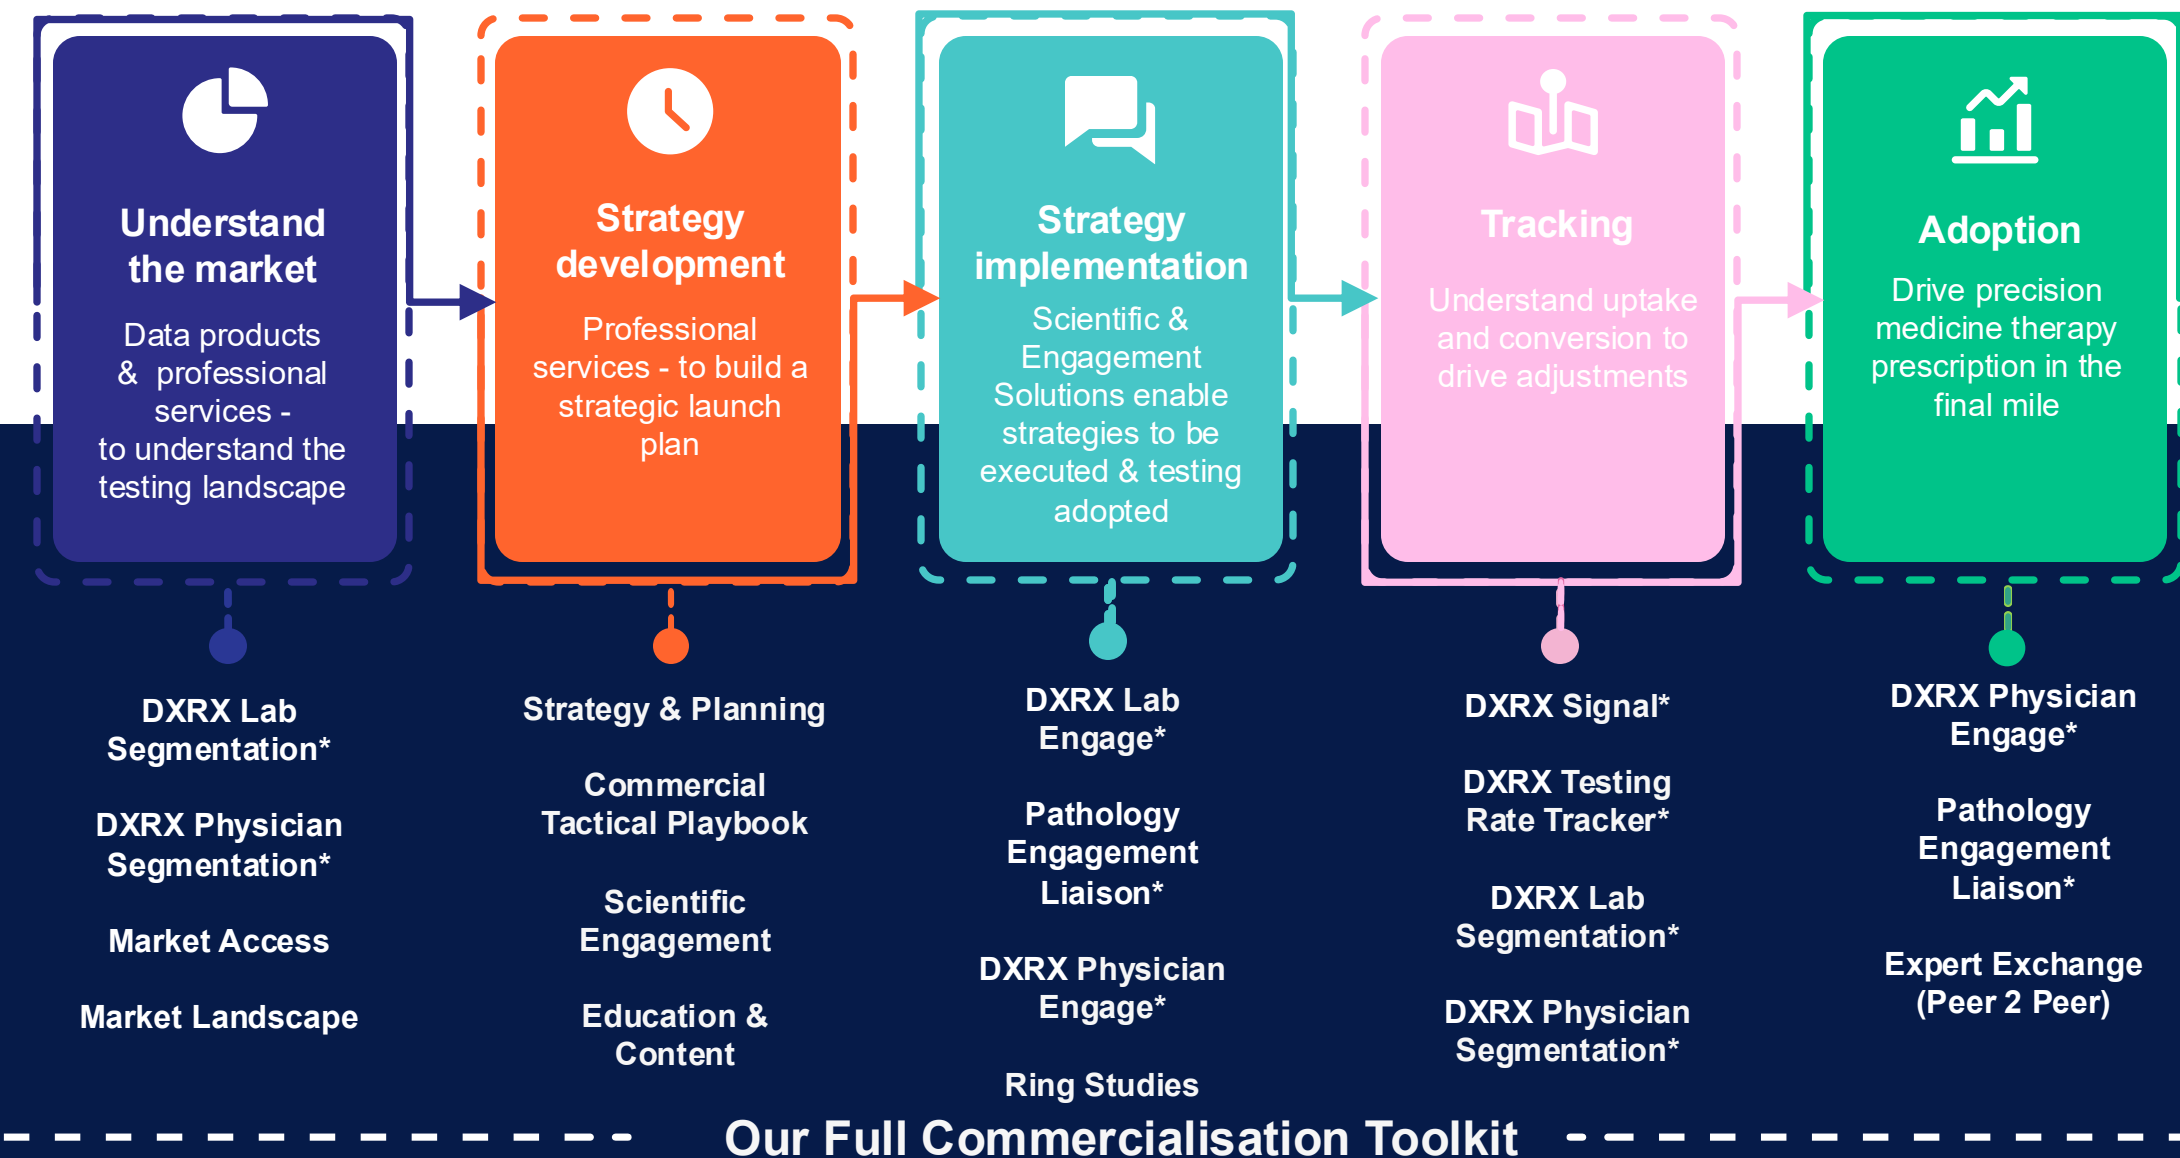 Understand
the market
Data products
& professional
services -
to understand the
testing landscape
Strategy
development
Professional
services - to build a
strategic launch
plan
Strategy
implementation
Scientific &
Engagement
Solutions enable
strategies to be
executed & testing
adopted
Tracking
Understand uptake
and conversion to
drive adjustments
Adoption
Drive precision
medicine therapy
prescription in the
final mile
DXRX Lab
Segmentation*
DXRX Physician
Segmentation*
Market Access
Market Landscape
Strategy & Planning
Commercial
Tactical Playbook
Scientific
Engagement
Education &
Content
DXRX Lab
Engage*
Pathology
Engagement
Liaison*
DXRX Physician
Engage*
Ring Studies
DXRX Signal*
DXRX Testing
Rate Tracker*
DXRX Lab
Segmentation*
DXRX Physician
Segmentation*
DXRX Physician
Engage*
Pathology
Engagement
Liaison*
Expert Exchange
(Peer 2 Peer)
Our Full Commercialisation Toolkit